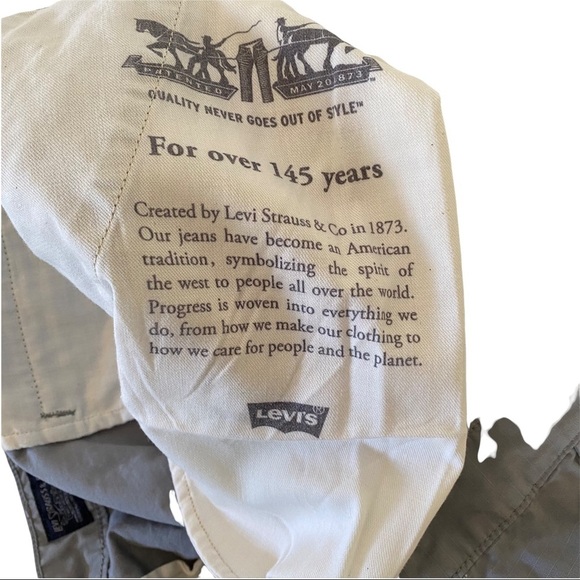 PATENTED MAY 20 1873
QUALITY NEVER GOES OUT OF STYLE™
For over 145 years
Created by Levi Strauss & Co in 1873.
Our jeans have become an American
tradition, symbolizing the spirit of
the west to people all over the world.
Progress is woven into everything we
do, from how we make our clothing to
how we care for people and the planet.
LEVI'S®